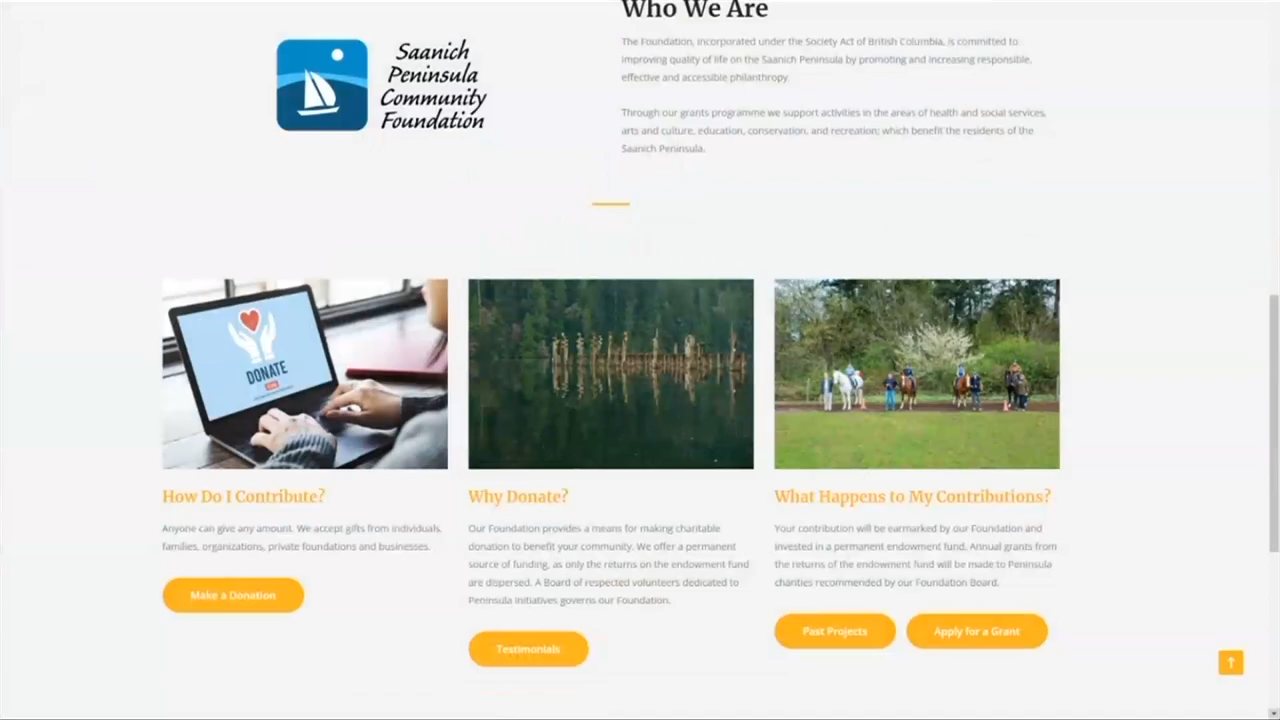 Who We Are
Saanich
Peninsula
Community
Foundation
The Foundation, incorporated under the Society Act of British Columbia, is committed to
improving quality of life on the Saanich Peninsula by promoting and increasing responsible,
effective and accessible philanthropy.
Through our grants programme we support activities in the areas of health and social services,
arts and culture, education, conservation, and recreation; which benefit the residents of the
Saanich Peninsula.
DONATE
How Do I Contribute?
Anyone can give any amount. We accept gifts from individuals,
families, organizations, private foundations and businesses.
Make a Donation
Why Donate?
Our Foundation provides a means for making charitable
donation to benefit your community. We offer a permanent
source of funding, as only the returns on the endowment fund
are dispersed. A Board of respected volunteers dedicated to
Peninsula Initiatives governs our Foundation.
Testimonials
What Happens to My Contributions?
Your contribution will be earmarked by our Foundation and
invested in a permanent endowment fund. Annual grants from
the returns of the endowment fund will be made to Peninsula
charities recommended by our Foundation Board.
Past Projects
Apply for a Grant